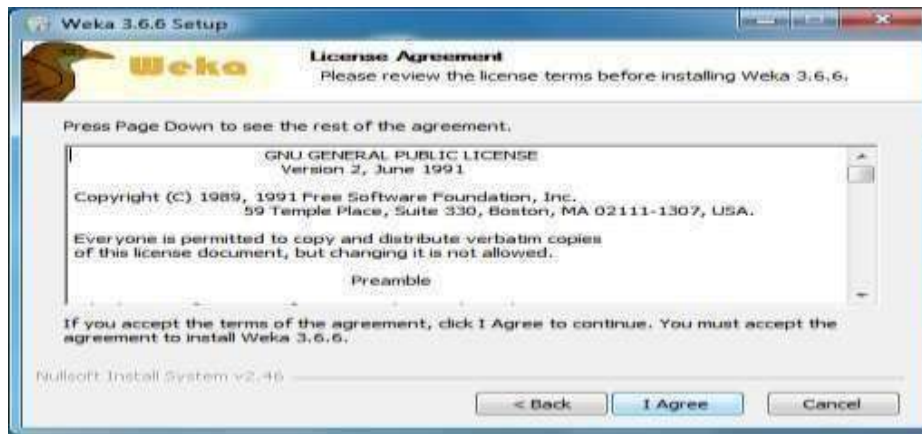 Weka 3.6.6 Setup
Weka
License Agreement
Please review the license terms before installing Weka 3.6.6.
Press Page Down to see the rest of the agreement.
GNU GENERAL PUBLIC LICENSE
Version 2, June 1991
Copyright (C) 1989, 1991 Free Software Foundation, Inc.
59 Temple Place, Suite 330, Boston, MA 02111-1307, USA.
Everyone is permitted to copy and distribute verbatim copies
of this license document, but changing it is not allowed.
Preamble
If you accept the terms of the agreement, click I Agree to continue. You must accept the
agreement to install Weka 3.6.6.
Nullsoft Install System v2.46
< Back
I Agree
Cancel